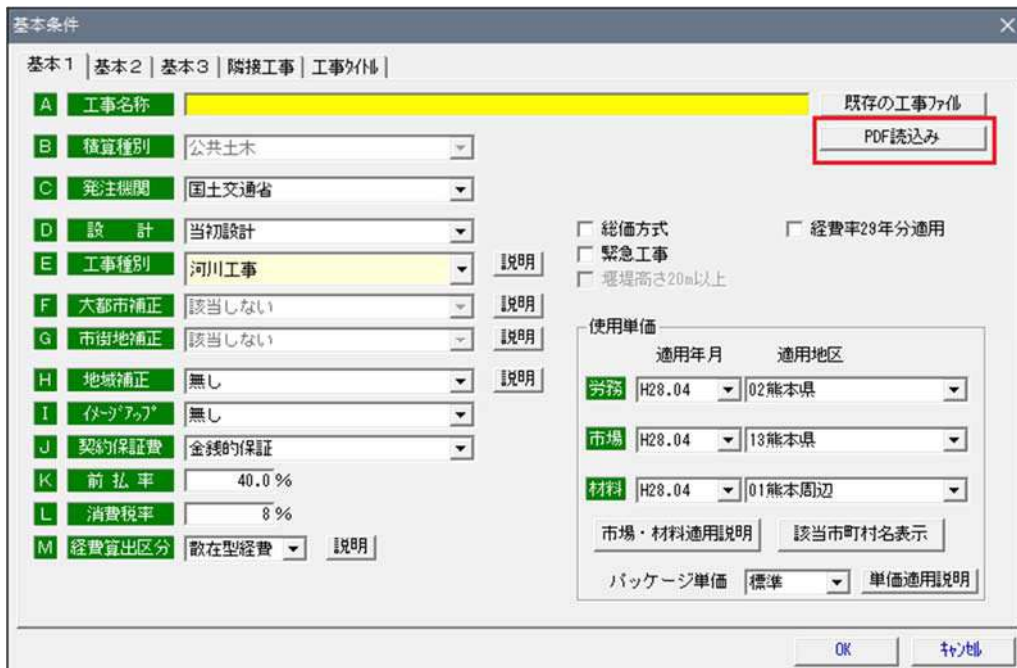 基本条件 ×
基本1 基本2 基本3 隣接工事 工事ﾀｲﾄﾙ
A 工事名称 既存の工事ﾌｧｲﾙ
PDF読込み
B 積算種別 公共土木
C 発注機関 国土交通省
D 設 計 当初設計 総価方式 経費率29年分適用
E 工事種別 河川工事 説明 緊急工事
堰堤高さ20m以上
F 大都市補正 該当しない 説明
G 市街地補正 該当しない 説明
H 地域補正 無し 説明
I ｲﾒｰｼﾞｱｯﾌﾟ 無し
J 契約保証費 金銭的保証
K 前 払 率 40.0 %
L 消費税率 8 %
M 経費算出区分 散在型経費 説明
使用単価
適用年月 適用地区
労務 H28.04 02熊本県
市場 H28.04 13熊本県
材料 H28.04 01熊本周辺
市場・材料適用説明 該当市町村名表示
パッケージ単価 標準 単価適用説明
OK ｷｬﾝｾﾙ